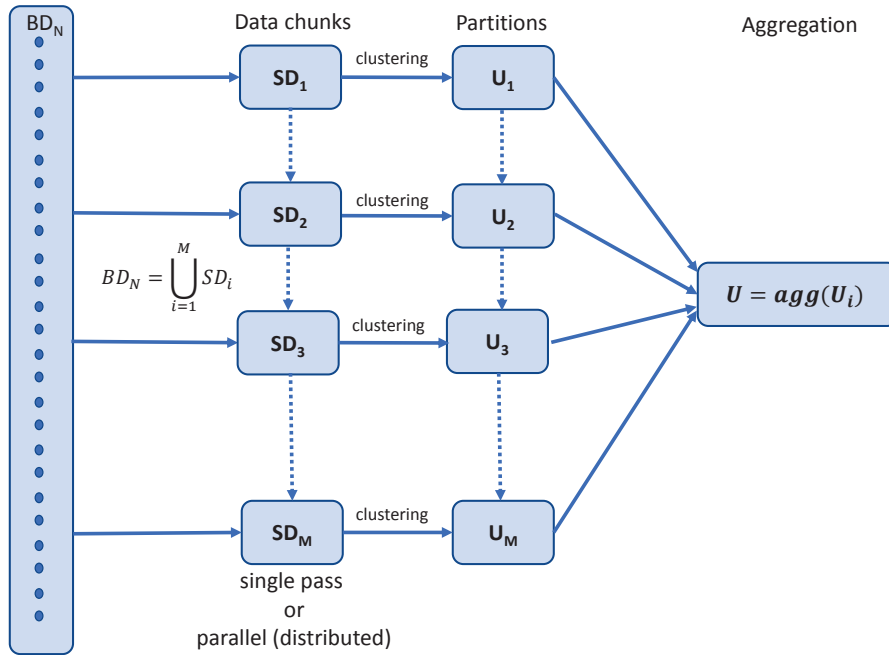 BD_N
Data chunks
Partitions
Aggregation
SD_1
clustering
U_1
SD_2
clustering
U_2
BD_N = \bigcup_{i=1}^{M} SD_i
U = agg(U_i)
SD_3
clustering
U_3
SD_M
clustering
U_M
single pass
or
parallel (distributed)